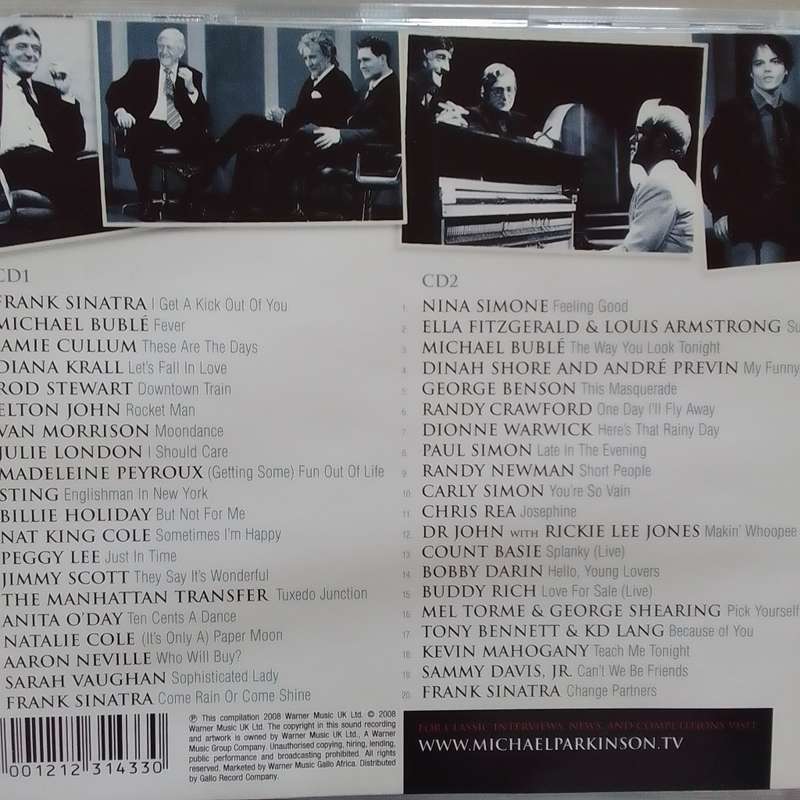 CD1
FRANK SINATRA I Get A Kick Out Of You
MICHAEL BUBLÉ Fever
JAMIE CULLUM These Are The Days
DIANA KRALL Let's Fall In Love
ROD STEWART Downtown Train
ELTON JOHN Rocket Man
VAN MORRISON Moondance
JULIE LONDON I Should Care
MADELEINE PEYROUX (Getting Some) Fun Out Of Life
STING Englishman In New York
BILLIE HOLIDAY But Not For Me
NAT KING COLE Sometimes I'm Happy
PEGGY LEE Just In Time
JIMMY SCOTT They Say It's Wonderful
THE MANHATTAN TRANSFER Tuxedo Junction
ANITA O'DAY Ten Cents A Dance
NATALIE COLE (It's Only A) Paper Moon
AARON NEVILLE Who Will Buy?
SARAH VAUGHAN Sophisticated Lady
FRANK SINATRA Come Rain Or Come Shine
CD2
1. NINA SIMONE Feeling Good
2. ELLA FITZGERALD & LOUIS ARMSTRONG Su
3. MICHAEL BUBLÉ The Way You Look Tonight
4. DINAH SHORE AND ANDRÉ PREVIN My Funny
5. GEORGE BENSON This Masquerade
6. RANDY CRAWFORD One Day I'll Fly Away
7. DIONNE WARWICK Here's That Rainy Day
8. PAUL SIMON Late In The Evening
9. RANDY NEWMAN Short People
10. CARLY SIMON You're So Vain
11. CHRIS REA Josephine
12. DR JOHN WITH RICKIE LEE JONES Makin' Whoopee
13. COUNT BASIE Splanky (Live)
14. BOBBY DARIN Hello, Young Lovers
15. BUDDY RICH Love For Sale (Live)
16. MEL TORME & GEORGE SHEARING Pick Yourself
17. TONY BENNETT & KD LANG Because of You
18. KEVIN MAHOGANY Teach Me Tonight
19. SAMMY DAVIS, JR. Can't We Be Friends
20. FRANK SINATRA Change Partners
001212 314330
℗ This compilation 2008 Warner Music UK Ltd. © 2008
Warner Music UK Ltd. The copyright in this sound recording
and artwork is owned by Warner Music UK Ltd., A Warner
Music Group Company. Unauthorised copying, hiring, lending,
public performance and broadcasting prohibited. All rights
reserved. Marketed by Warner Music Gallo Africa. Distributed
by Gallo Record Company.
FOR CLASSIC INTERVIEWS, NEWS, AND COMPETITIONS VISIT
WWW.MICHAELPARKINSON.TV